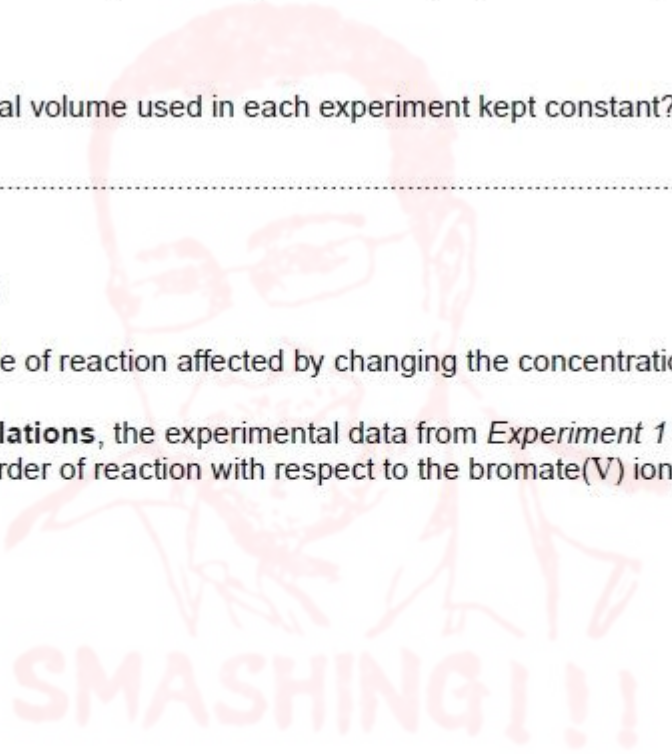 al volume used in each experiment kept constant?
e of reaction affected by changing the concentratio
lations, the experimental data from Experiment 1
rder of reaction with respect to the bromate(V) ion
SMASHING!!!